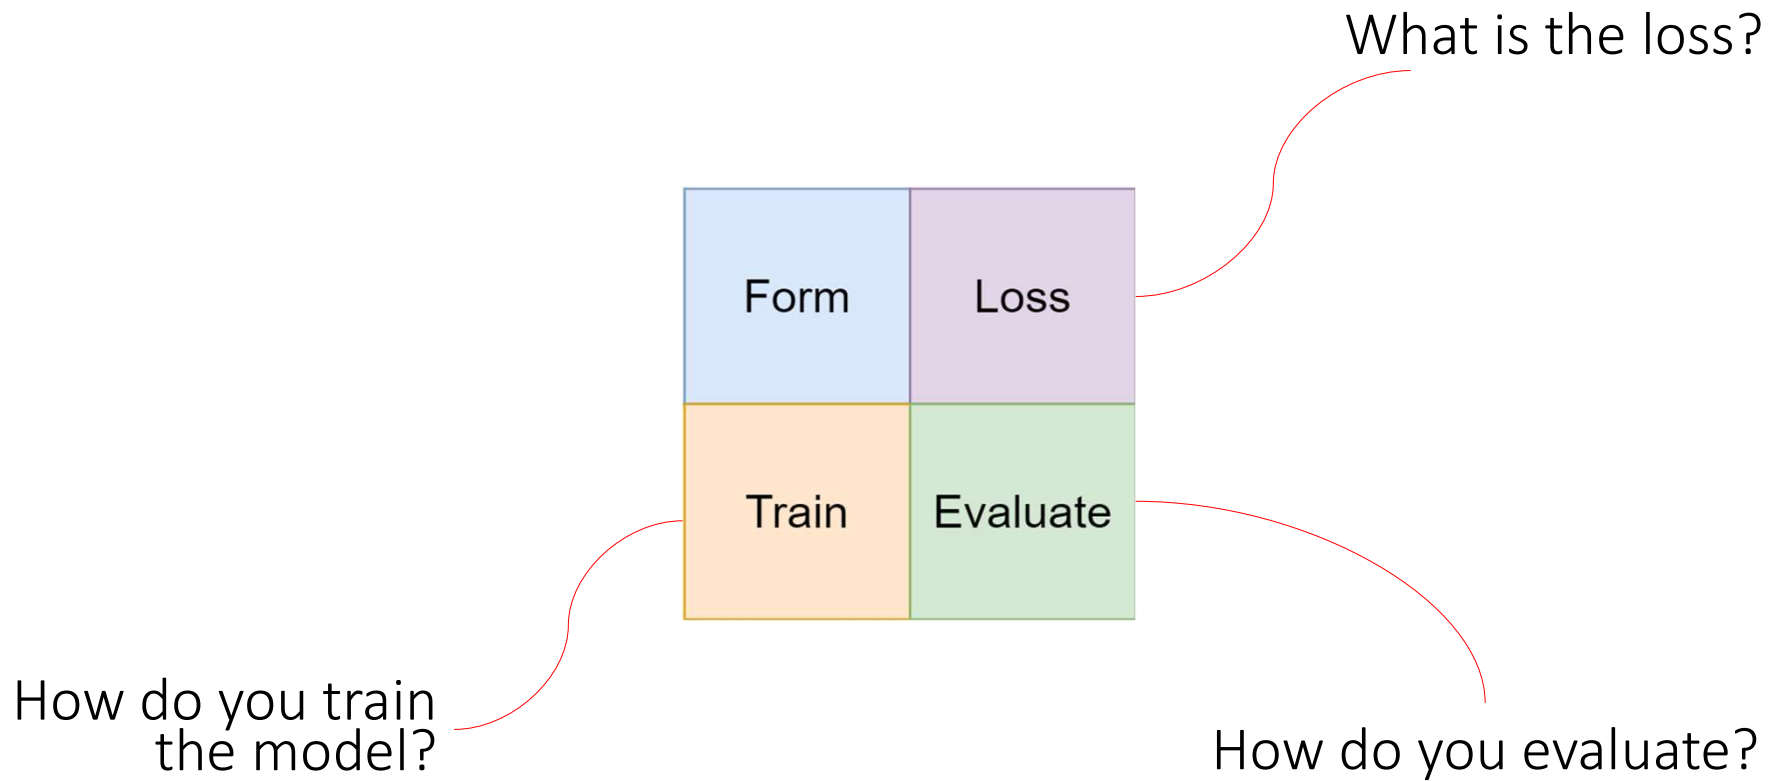 What is the loss?
Form
Loss
Train
Evaluate
How do you train
the model?
How do you evaluate?